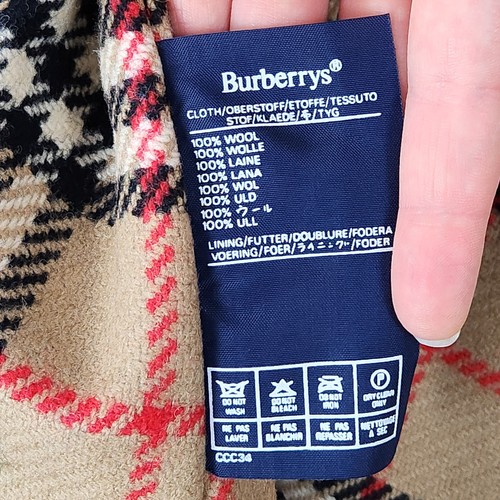 Burberrys®
CLOTH/OBERSTOFF/ETOFFE/TESSUTO
STOF/KLAEDE/布/TYG
100% WOOL
100% WOLLE
100% LAINE
100% LANA
100% WOL
100% ULD
100% ウール
100% ULL
LINING/FUTTER/DOUBLURE/FODERA
VOERING/FOER/ライニング/FODER
DO NOT WASH
DO NOT BLEACH
DO NOT IRON
P
DRY CLEAN ONLY
NE PAS LAVER
NE PAS BLANCHIR
NE PAS REPASSER
NETTOYAGE A SEC
CCC34